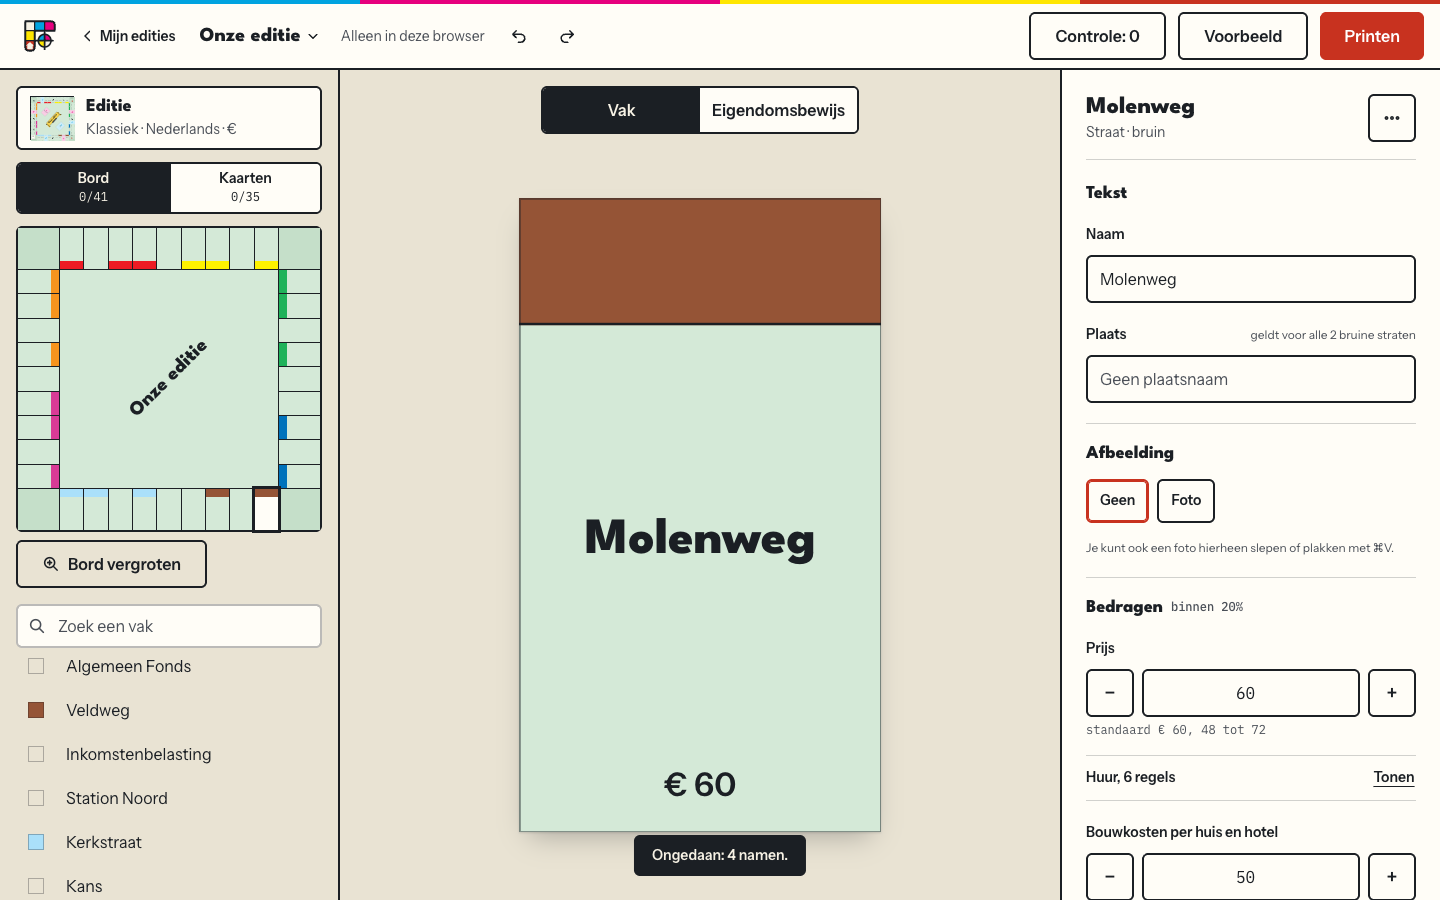 Mijn edities
Onze editie
Alleen in deze browser
Controle: 0
Voorbeeld
Printen
Editie
Klassiek · Nederlands · €
Bord
0/41
Kaarten
0/35
Onze editie
Bord vergroten
Zoek een vak
Algemeen Fonds
Veldweg
Inkomstenbelasting
Station Noord
Kerkstraat
Kans
Vak
Eigendomsbewijs
Molenweg
€ 60
Ongedaan: 4 namen.
Molenweg
Straat · bruin
Tekst
Naam
Molenweg
Plaats
geldt voor alle 2 bruine straten
Geen plaatsnaam
Afbeelding
Geen
Foto
Je kunt ook een foto hierheen slepen of plakken met ⌘V.
Bedragen binnen 20%
Prijs
− 60 +
standaard € 60, 48 tot 72
Huur, 6 regels
Tonen
Bouwkosten per huis en hotel
− 50 +